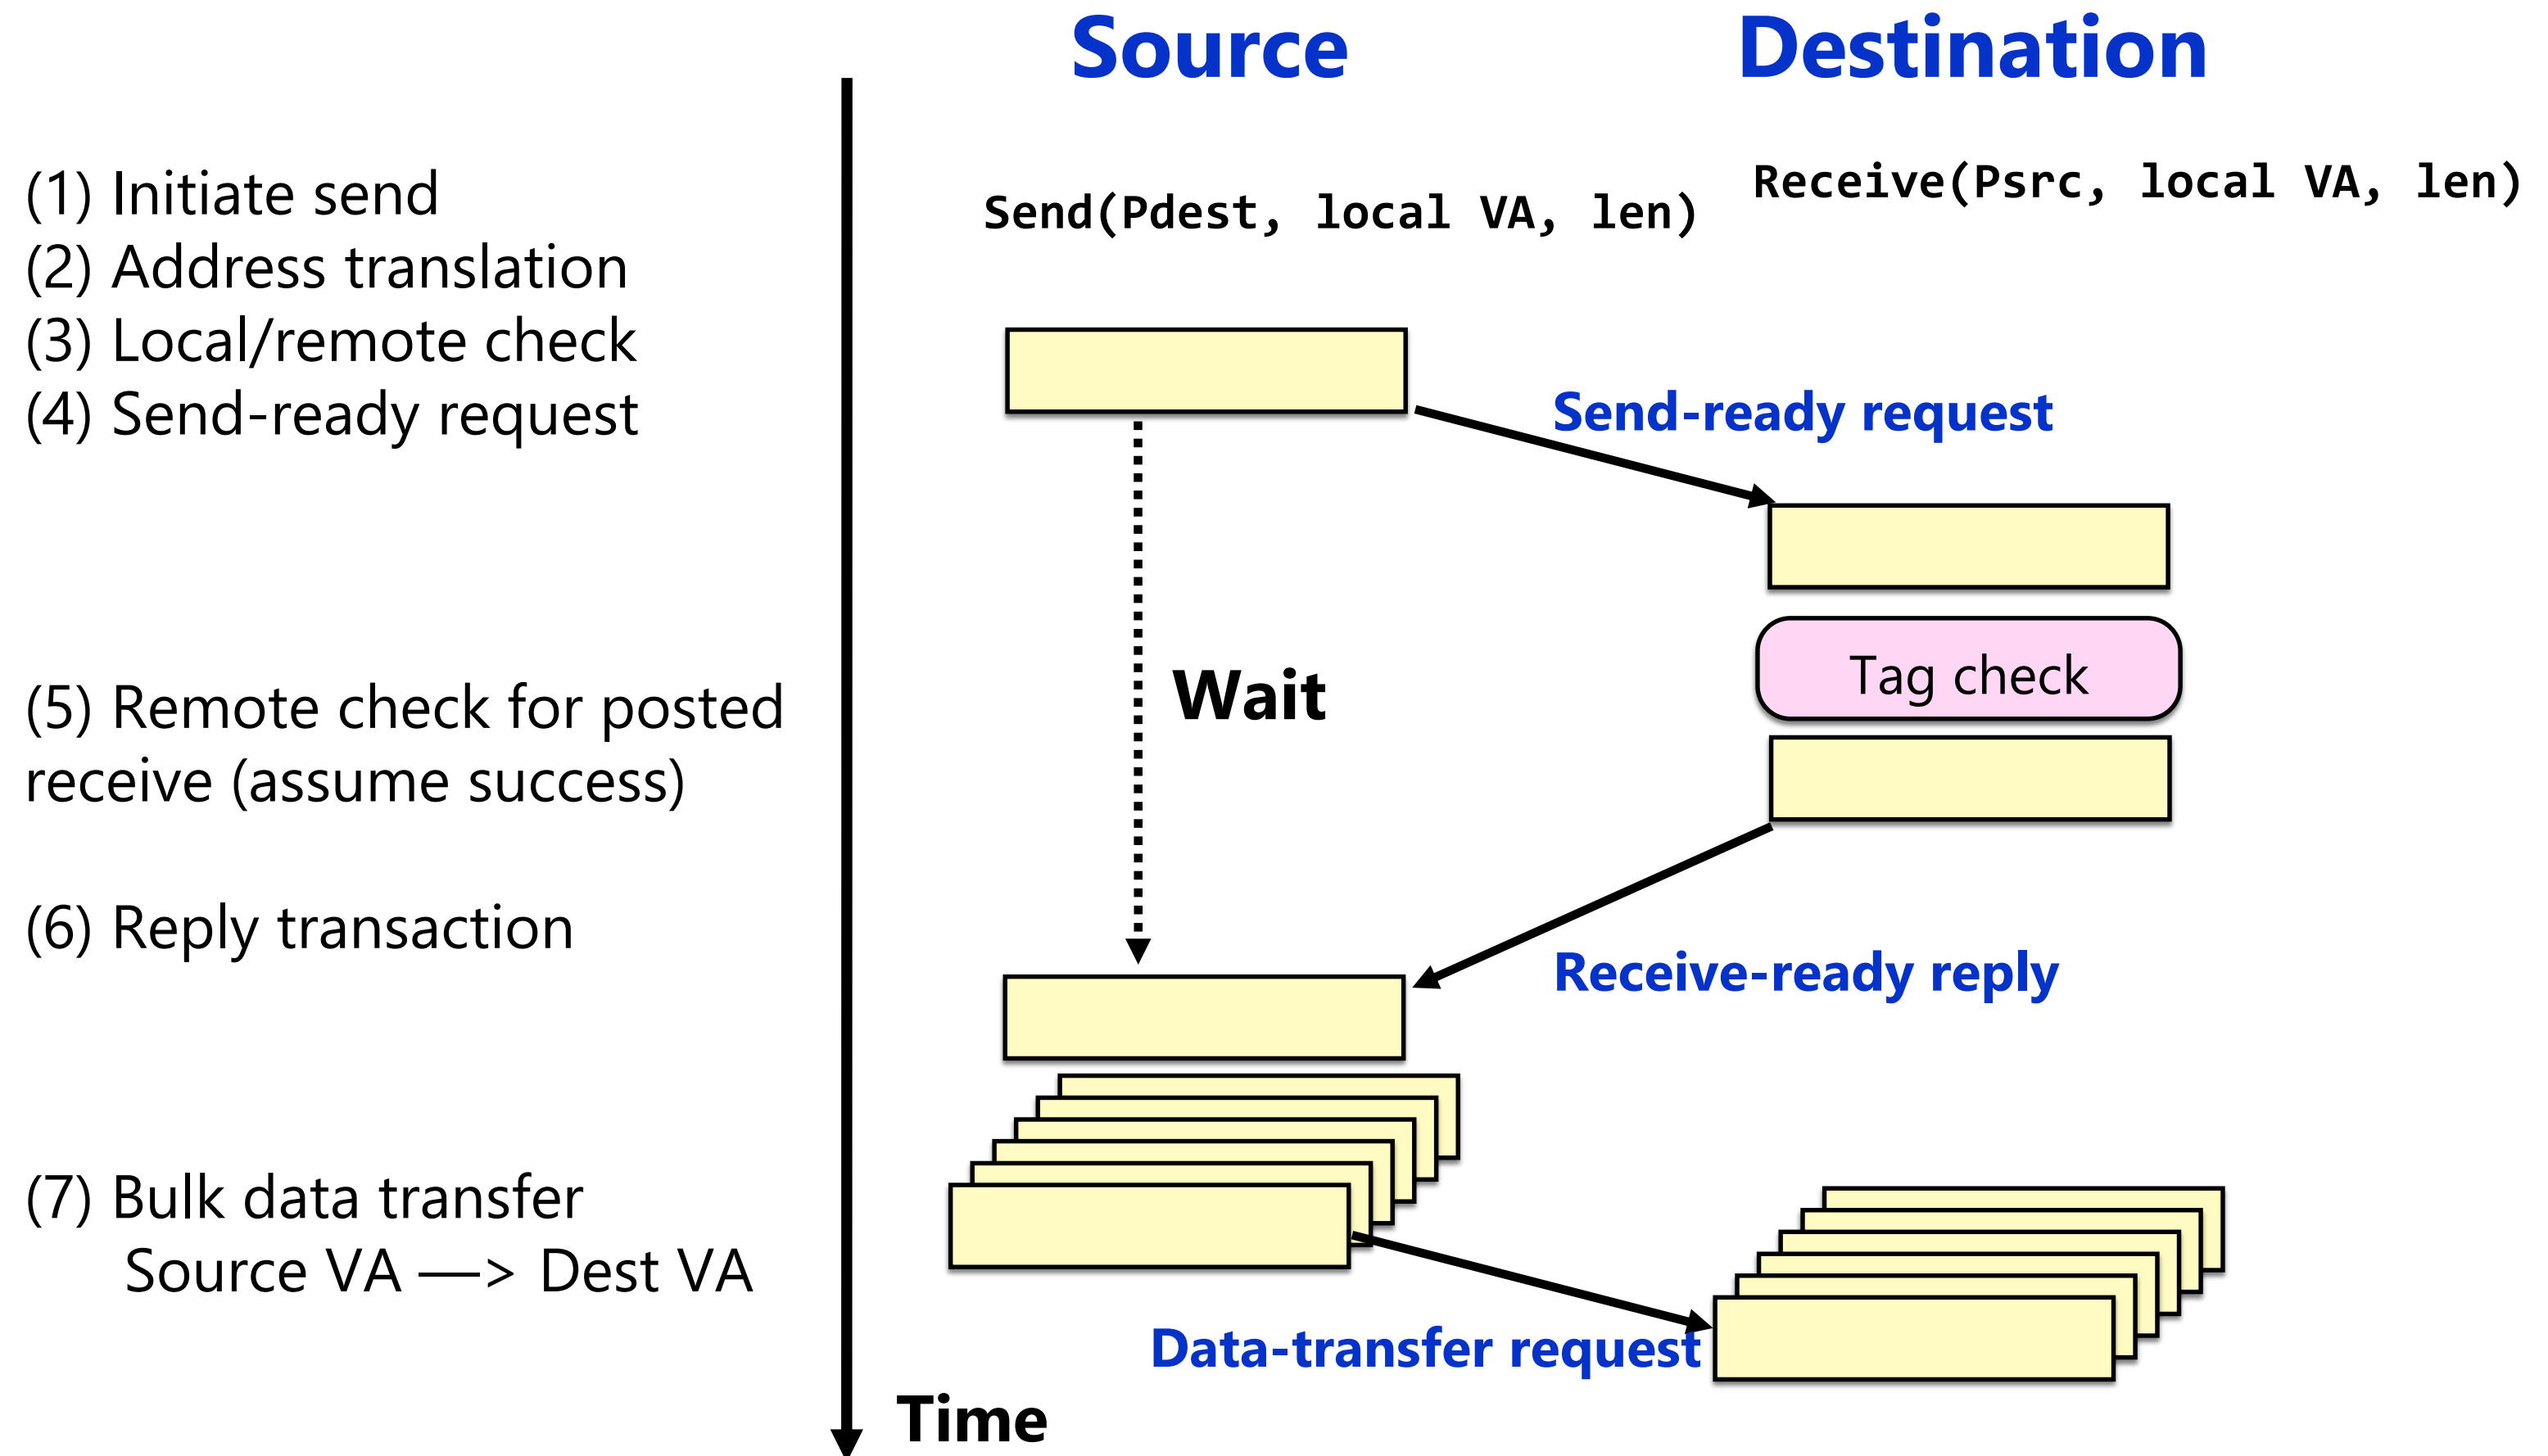 Source
Destination
(1) Initiate send
(2) Address translation
(3) Local/remote check
(4) Send-ready request
Send(Pdest, local VA, len)
Receive(Psrc, local VA, len)
Send-ready request
Tag check
Wait
(5) Remote check for posted
receive (assume success)
(6) Reply transaction
Receive-ready reply
(7) Bulk data transfer
Source VA —> Dest VA
Data-transfer request
Time